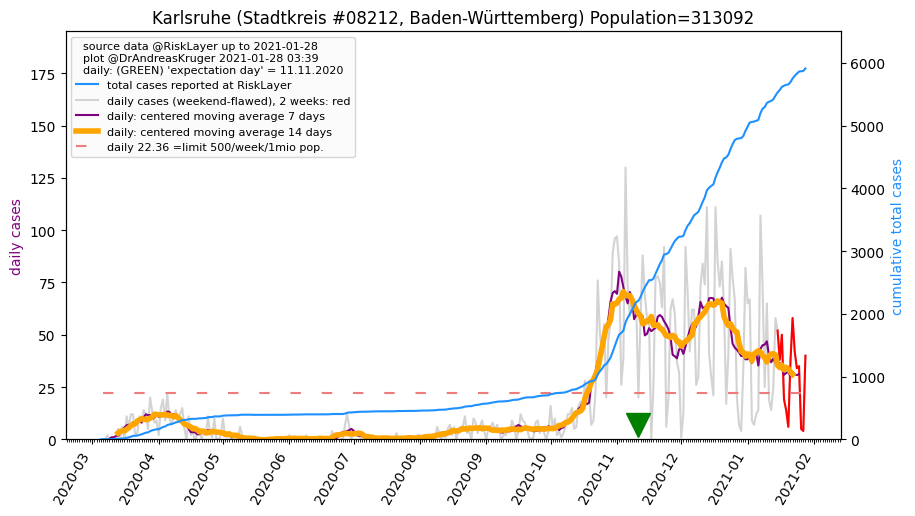 Karlsruhe (Stadtkreis #08212, Baden-Württemberg) Population=313092
source data @RiskLayer up to 2021-01-28
plot @DrAndreasKruger 2021-01-28 03:39
daily: (GREEN) 'expectation day' = 11.11.2020
total cases reported at RiskLayer
daily cases (weekend-flawed), 2 weeks: red
daily: centered moving average 7 days
daily: centered moving average 14 days
daily 22.36 =limit 500/week/1mio pop.
daily cases
175
150
125
100
75
50
25
0
6000
5000
4000
3000
2000
1000
0
cumulative total cases
2020-03
2020-04
2020-05
2020-06
2020-07
2020-08
2020-09
2020-10
2020-11
2020-12
2021-01
2021-02